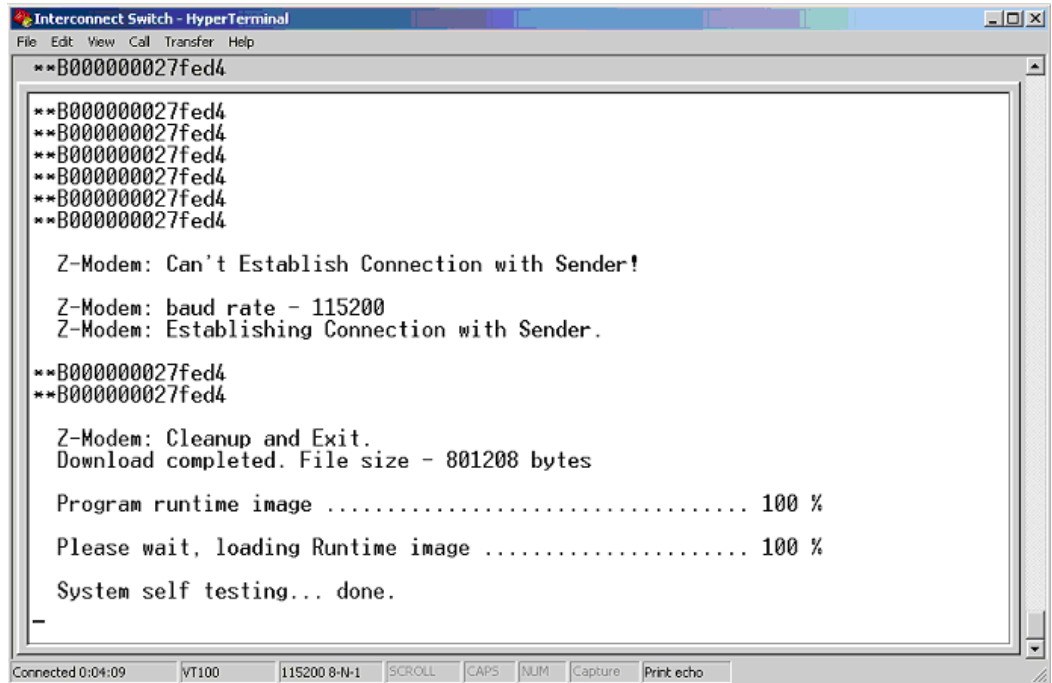 Interconnect Switch - HyperTerminal
File Edit View Call Transfer Help
**B000000027fed4
**B000000027fed4
**B000000027fed4
**B000000027fed4
**B000000027fed4
**B000000027fed4
**B000000027fed4
Z-Modem: Can't Establish Connection with Sender!
Z-Modem: baud rate - 115200
Z-Modem: Establishing Connection with Sender.
**B000000027fed4
**B000000027fed4
Z-Modem: Cleanup and Exit.
Download completed. File size - 801208 bytes
Program runtime image ................................... 100 %
Please wait, loading Runtime image ...................... 100 %
System self testing... done.
_
Connected 0:04:09 VT100 115200 8-N-1 SCROLL CAPS NUM Capture Print echo